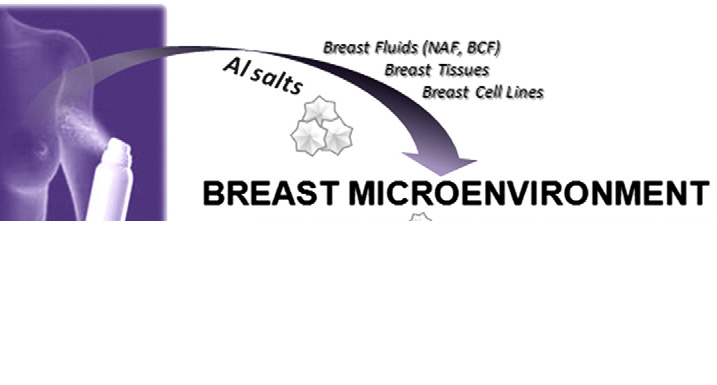 Breast Fluids (NAF, BCF)
Al salts
Breast Tissues
Breast Cell Lines
BREAST MICROENVIRONMENT